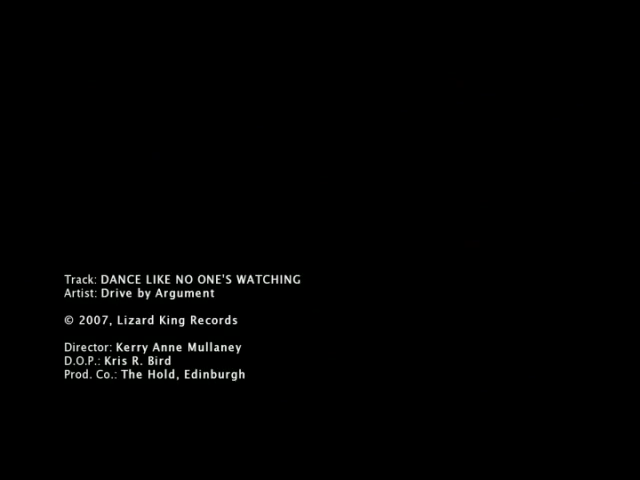 Track: DANCE LIKE NO ONE'S WATCHING
Artist: Drive by Argument
© 2007, Lizard King Records
Director: Kerry Anne Mullaney
D.O.P.: Kris R. Bird
Prod. Co.: The Hold, Edinburgh